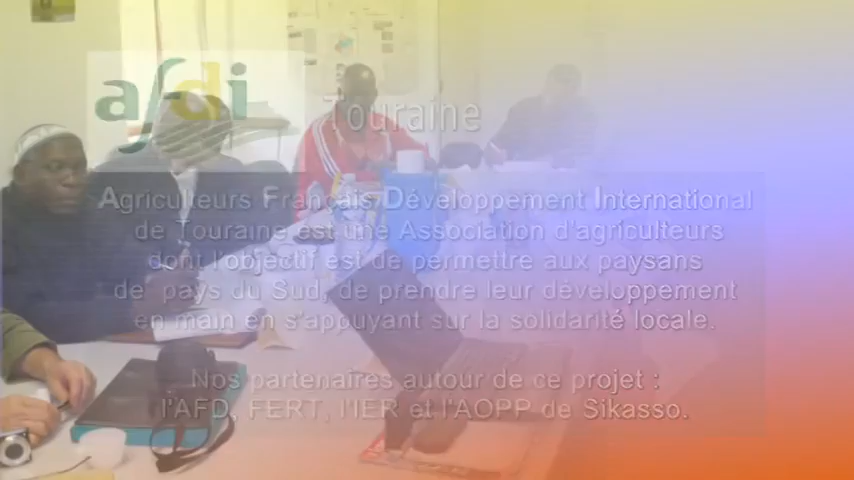 afdi
Touraine
Agriculteurs Français Développement International
de Touraine est une Association d'agriculteurs
dont l'objectif est de permettre aux paysans
de pays du Sud, de prendre leur développement
en main en s'appuyant sur la solidarité locale.
Nos partenaires autour de ce projet :
l'AFD, FERT, l'IER et l'AOPP de Sikasso.